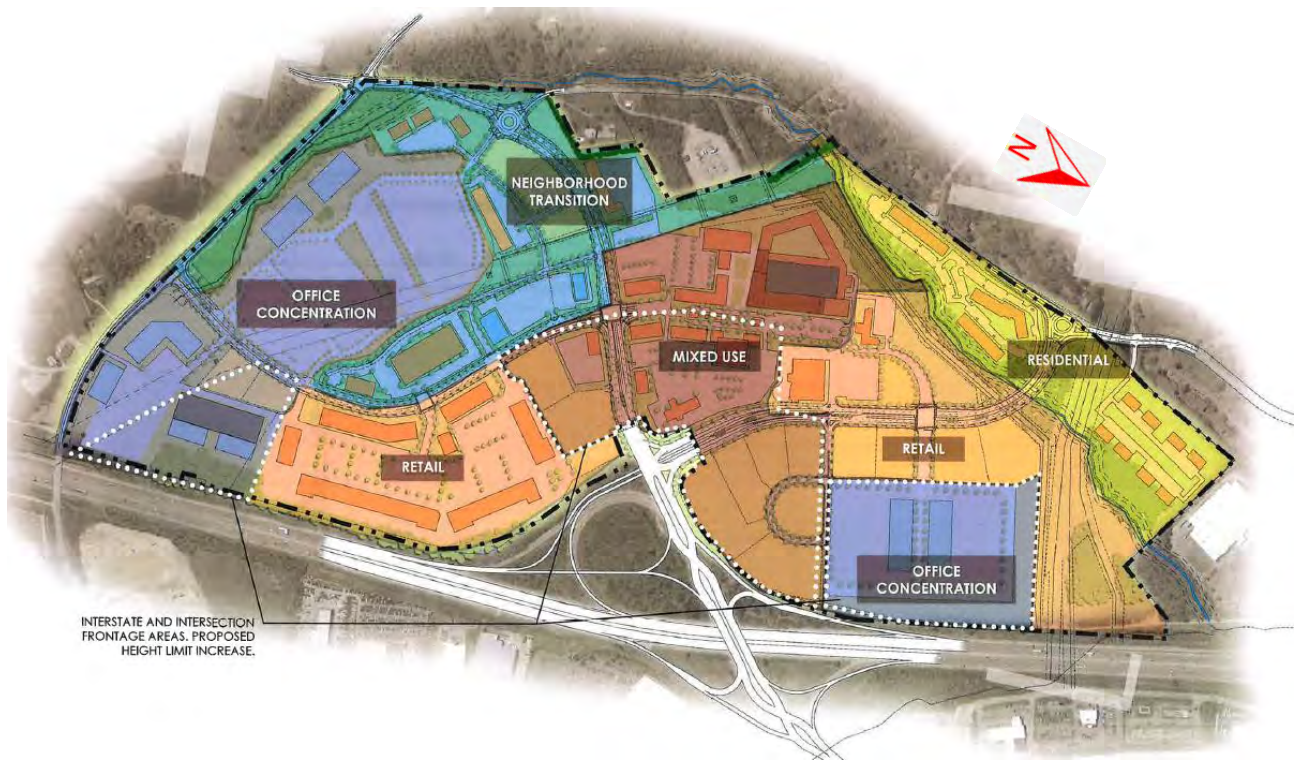 N
NEIGHBORHOOD
TRANSITION
OFFICE
CONCENTRATION
MIXED USE
RESIDENTIAL
RETAIL
RETAIL
OFFICE
CONCENTRATION
INTERSTATE AND INTERSECTION
FRONTAGE AREAS. PROPOSED
HEIGHT LIMIT INCREASE.